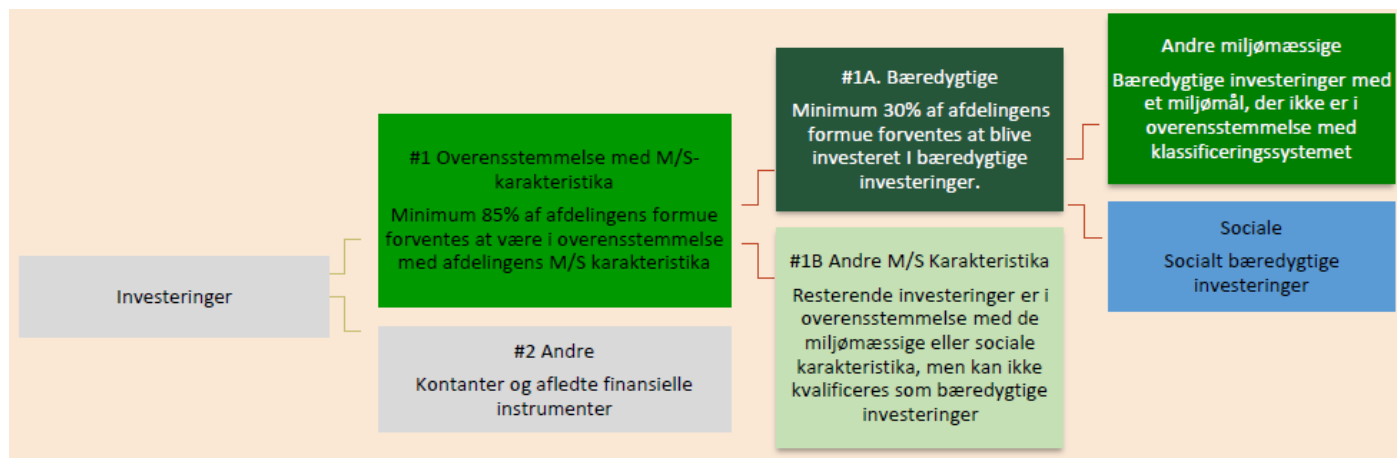 Investeringer
#1 Overensstemmelse med M/S-
karakteristika
Minimum 85% af afdelingens formue
forventes at være i overensstemmelse
med afdelingens M/S karakteristika
#2 Andre
Kontanter og afledte finansielle
instrumenter
#1A. Bæredygtige
Minimum 30% af afdelingens
formue forventes at blive
investeret I bæredygtige
investeringer.
#1B Andre M/S Karakteristika
Resterende investeringer er i
overensstemmelse med de
miljømæssige eller sociale
karakteristika, men kan ikke
kvalificeres som bæredygtige
investeringer
Andre miljømæssige
Bæredygtige investeringer med
et miljømål, der ikke er i
overensstemmelse med
klassificeringssystemet
Sociale
Socialt bæredygtige
investeringer